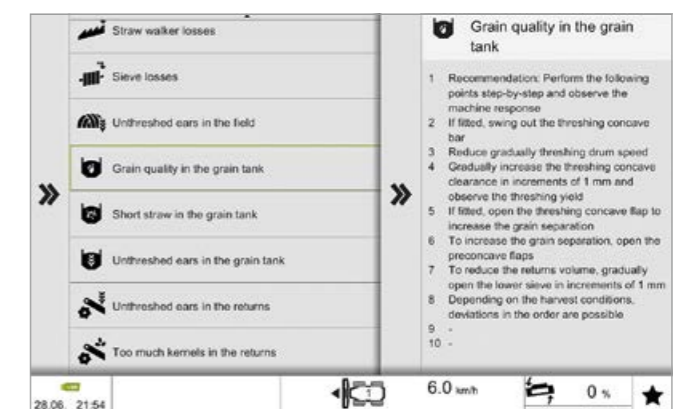 Straw walker losses
Sieve losses
Unthreshed ears in the field
Grain quality in the grain tank
Short straw in the grain tank
Unthreshed ears in the grain tank
Unthreshed ears in the returns
Too much kernels in the returns
Grain quality in the grain
tank
1 Recommendation: Perform the following
points step-by-step and observe the
machine response
2 If fitted, swing out the threshing concave
bar
3 Reduce gradually threshing drum speed
4 Gradually increase the threshing concave
clearance in increments of 1 mm and
observe the threshing yield
5 If fitted, open the threshing concave flap to
increase the grain separation
6 To increase the grain separation, open the
preconcave flaps
7 To reduce the returns volume, gradually
open the lower sieve in increments of 1 mm
8 Depending on the harvest conditions,
deviations in the order are possible
9 -
10 -
28.06. 21:54
1
6.0 km/h
0 %